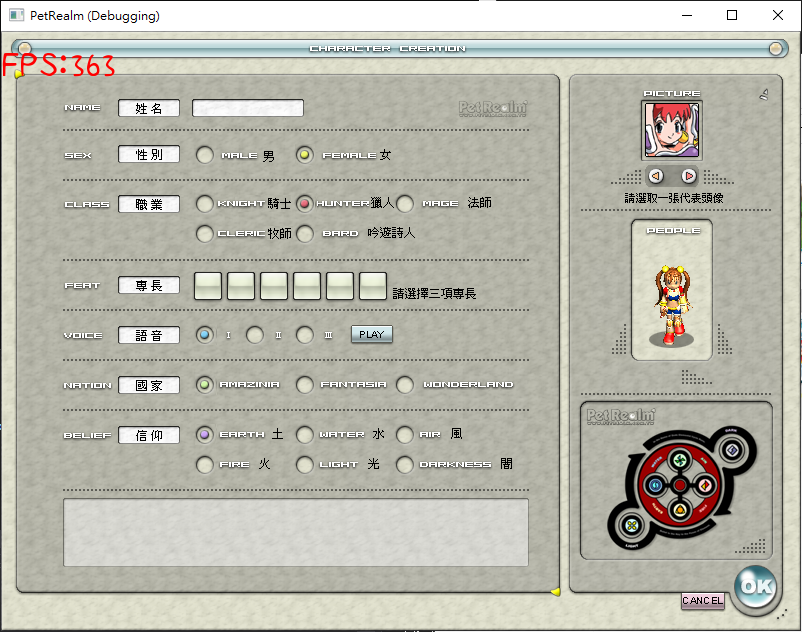 PetRealm (Debugging)
CHARACTER CREATION
FPS:363
NAME 姓名
PetRealm
SEX 性別 MALE 男 FEMALE 女
CLASS 職業 KNIGHT 騎士 HUNTER 獵人 MAGE 法師
CLERIC 牧師 BARD 吟遊詩人
FEAT 專長 請選擇三項專長
VOICE 語音 I II III PLAY
NATION 國家 AMAZINIA FANTASIA WONDERLAND
BELIEF 信仰 EARTH 土 WATER 水 AIR 風
FIRE 火 LIGHT 光 DARKNESS 闇
PICTURE
請選取一張代表頭像
PEOPLE
PetRealm
DARK
LIGHT
CANCEL
OK